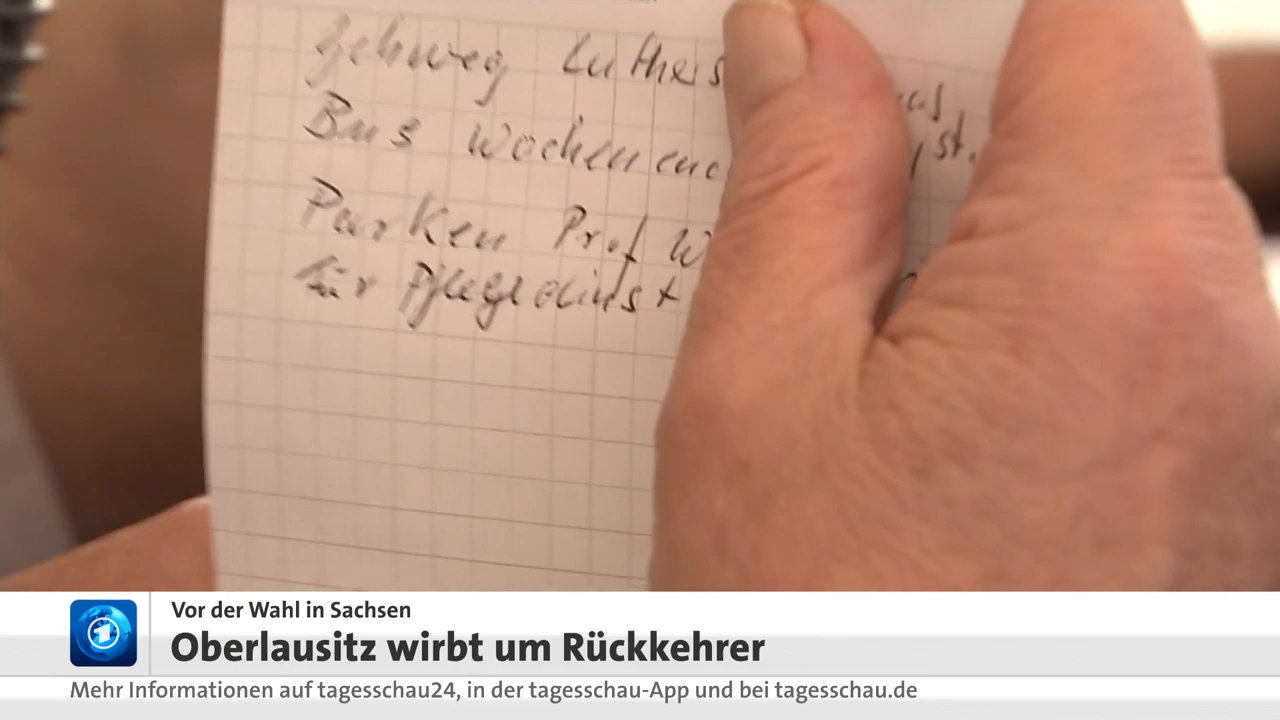 Gehweg Luthers
Bus Wochenend st.
Parken Prof W
für Pflegedienst
Vor der Wahl in Sachsen
Oberlausitz wirbt um Rückkehrer
Mehr Informationen auf tagesschau24, in der tagesschau-App und bei tagesschau.de